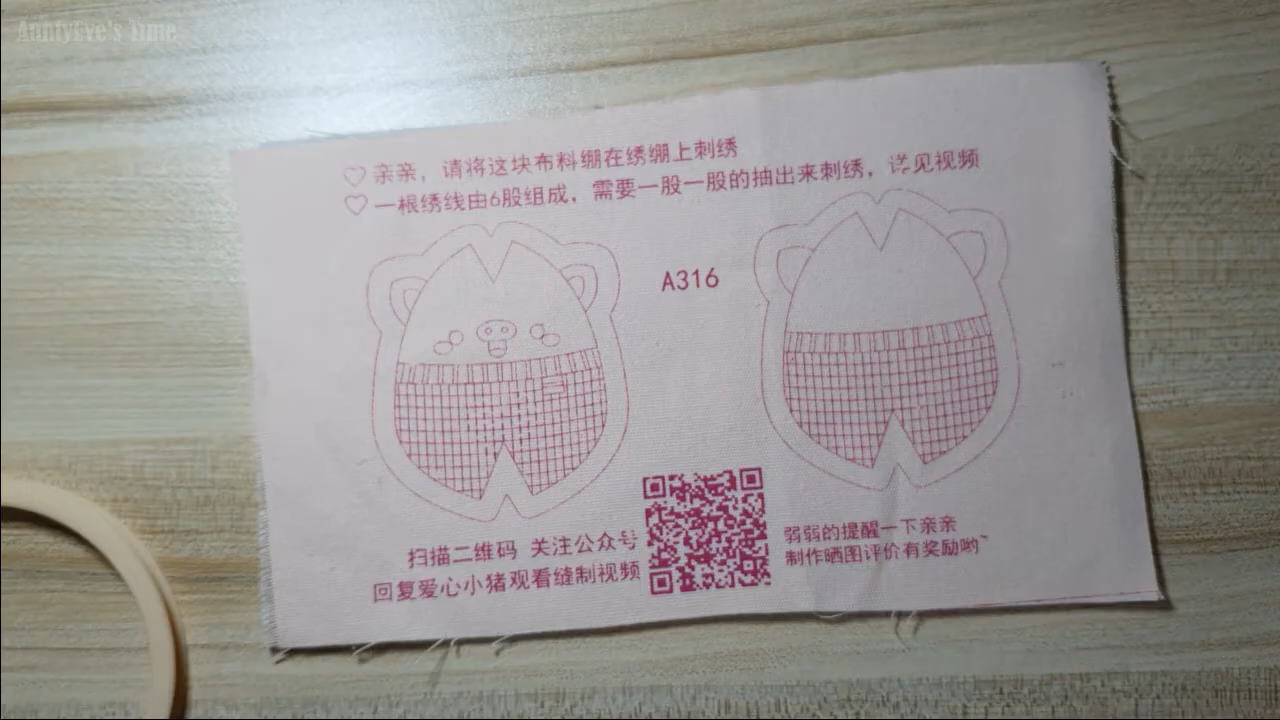 AuntyEve's Time
♡ 亲亲，请将这块布料绷在绣绷上刺绣
♡ 一根绣线由6股组成，需要一股一股的抽出来刺绣，详见视频
A316
扫描二维码 关注公众号
回复爱心小猪观看缝制视频
弱弱的提醒一下亲亲
制作晒图评价有奖励哟~